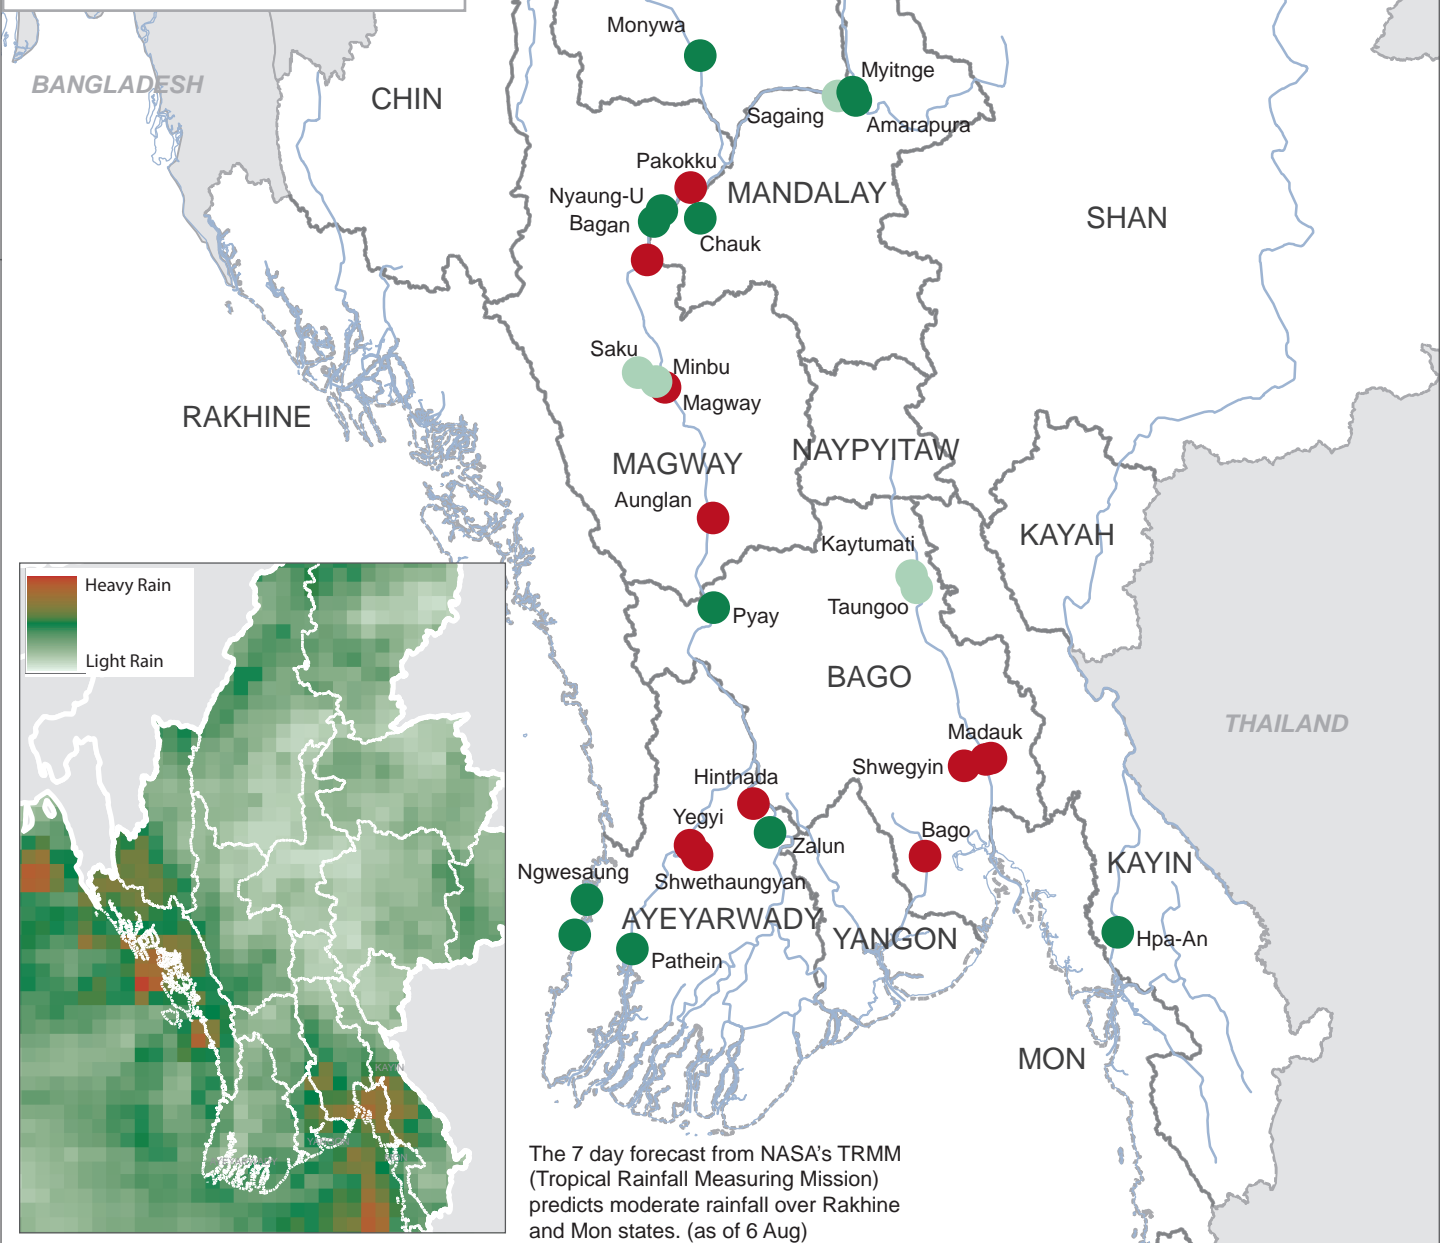 Monywa
Myitnge
BANGLADESH
CHIN
Sagaing
Amarapura
Pakokku
Nyaung-U
MANDALAY
Bagan
SHAN
Chauk
Saku
Minbu
Magway
RAKHINE
NAYPYITAW
MAGWAY
Aunglan
KAYAH
Kaytumati
Heavy Rain
Taungoo
Pyay
Light Rain
BAGO
THAILAND
Madauk
Shwegyin
Hinthada
Yegyi
Bago
Zalun
KAYIN
Ngwesaung
Shwethaungyan
AYEYARWADY
YANGON
Hpa-An
Pathein
MON
KAYIN
The 7 day forecast from NASA's TRMM
(Tropical Rainfall Measuring Mission)
predicts moderate rainfall over Rakhine
and Mon states. (as of 6 Aug)